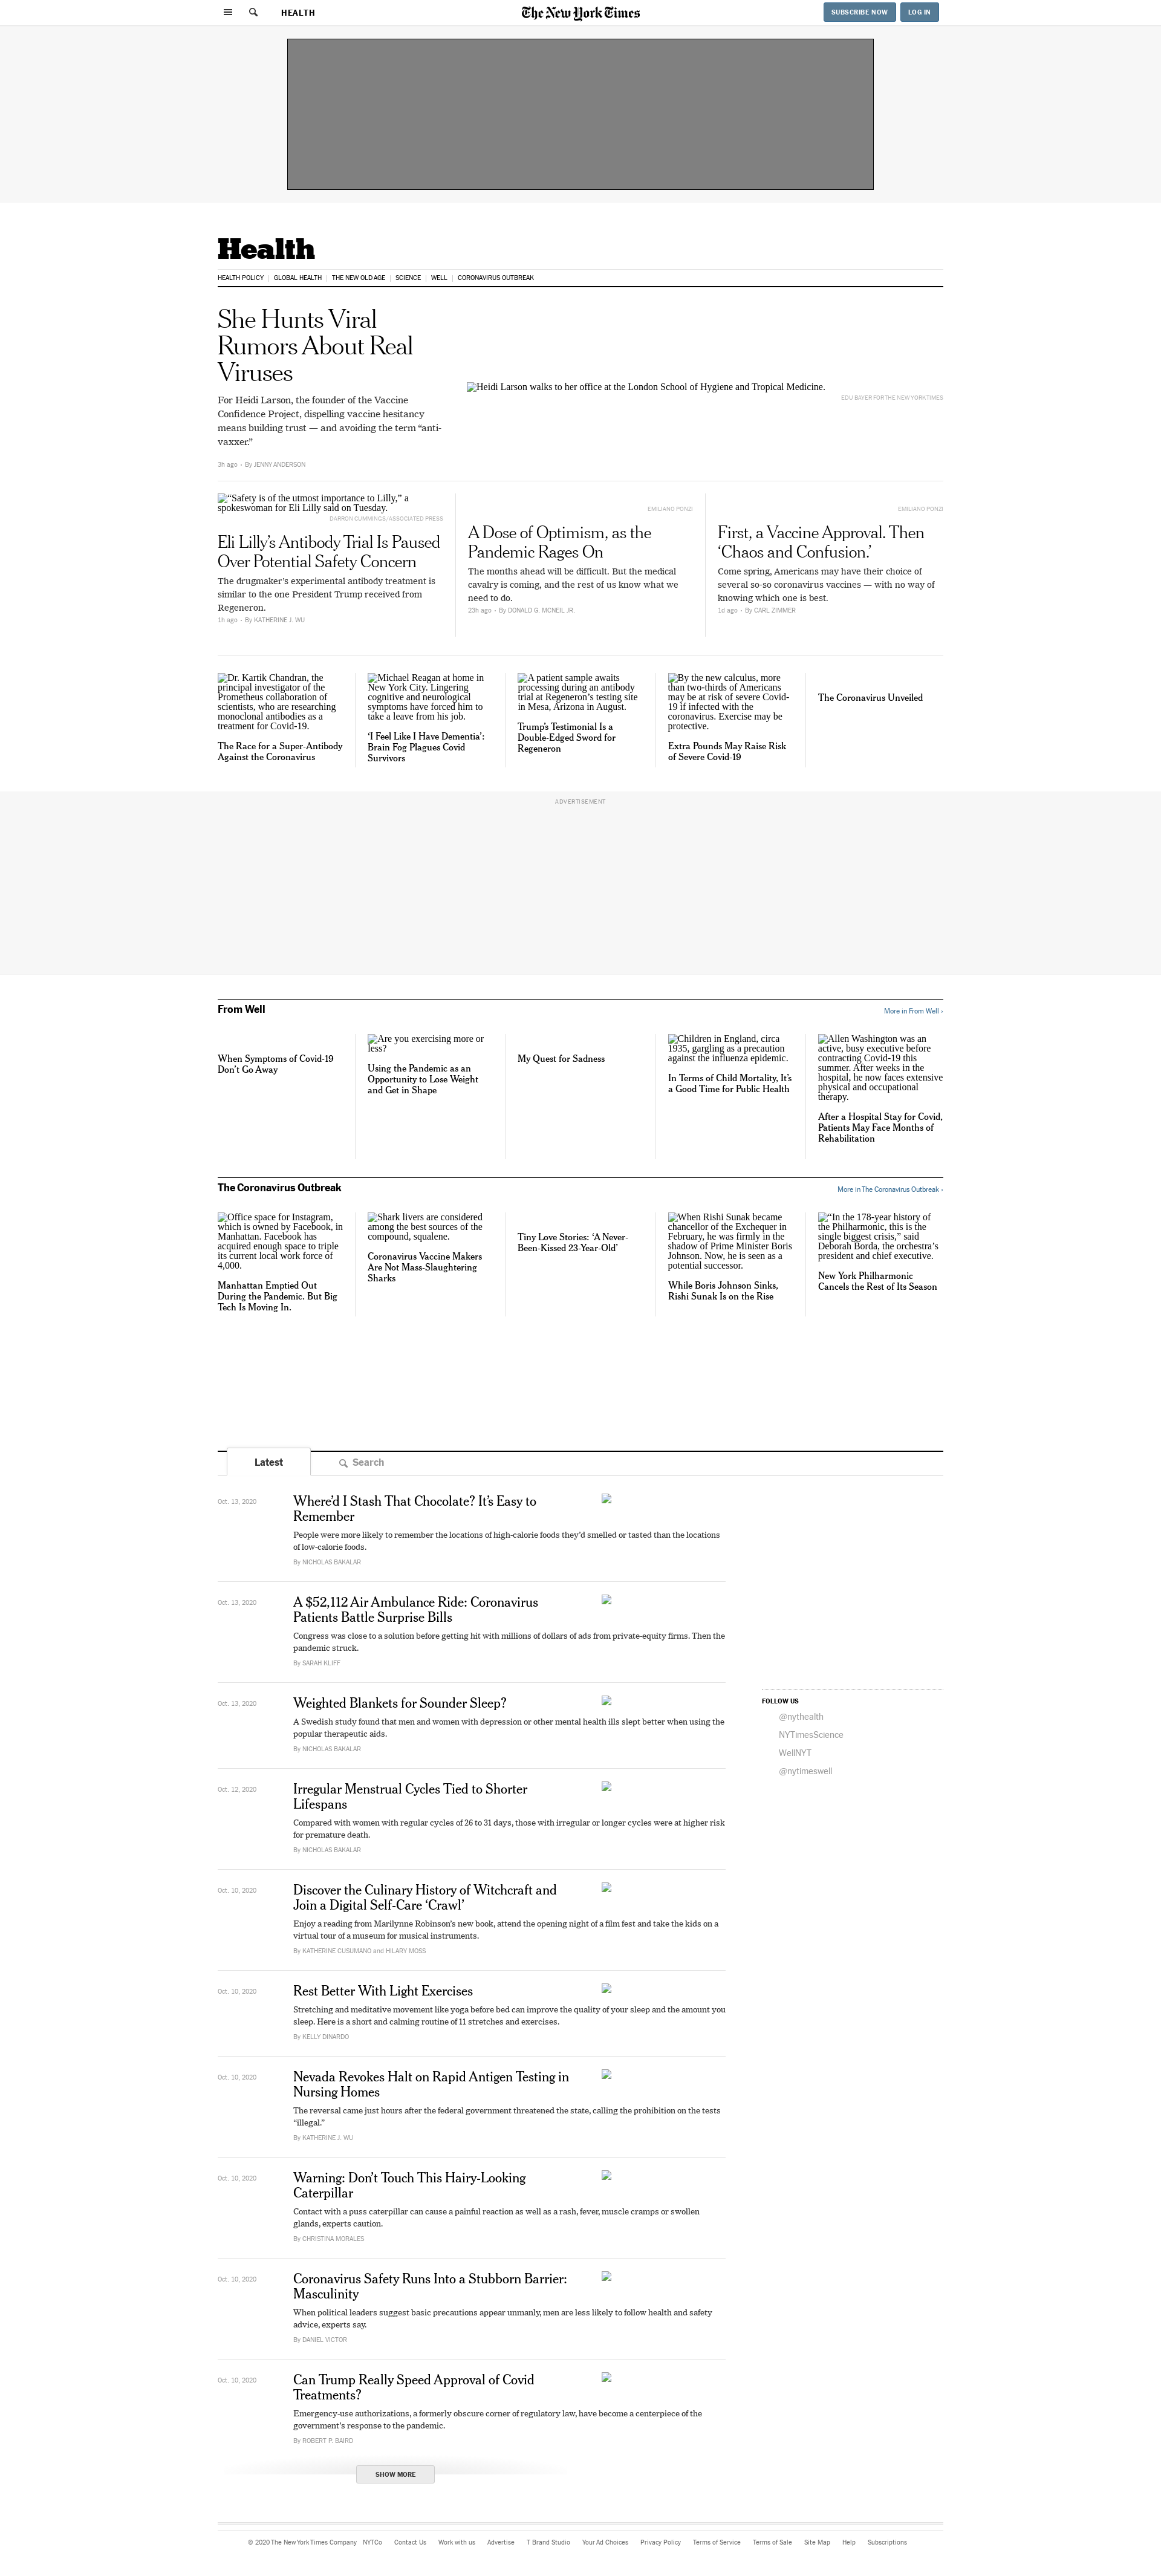 HEALTH
The New York Times
SUBSCRIBE NOW
LOG IN
Health
HEALTH POLICY
GLOBAL HEALTH
THE NEW OLD AGE
SCIENCE
WELL
CORONAVIRUS OUTBREAK
She Hunts Viral
Rumors About Real
Viruses
For Heidi Larson, the founder of the Vaccine
Confidence Project, dispelling vaccine hesitancy
means building trust — and avoiding the term “anti-
vaxxer.”
3h ago • By JENNY ANDERSON
Heidi Larson walks to her office at the London School of Hygiene and Tropical Medicine.
EDU BAYER FOR THE NEW YORK TIMES
“Safety is of the utmost importance to Lilly,” a
spokeswoman for Eli Lilly said on Tuesday.
DARRON CUMMINGS/ASSOCIATED PRESS
Eli Lilly’s Antibody Trial Is Paused
Over Potential Safety Concern
The drugmaker’s experimental antibody treatment is
similar to the one President Trump received from
Regeneron.
1h ago • By KATHERINE J. WU
EMILIANO PONZI
A Dose of Optimism, as the
Pandemic Rages On
The months ahead will be difficult. But the medical
cavalry is coming, and the rest of us know what we
need to do.
23h ago • By DONALD G. MCNEIL JR.
EMILIANO PONZI
First, a Vaccine Approval. Then
‘Chaos and Confusion.’
Come spring, Americans may have their choice of
several so-so coronavirus vaccines — with no way of
knowing which one is best.
1d ago • By CARL ZIMMER
Dr. Kartik Chandran, the
principal investigator of the
Prometheus collaboration of
scientists, who are researching
monoclonal antibodies as a
treatment for Covid-19.
The Race for a Super-Antibody
Against the Coronavirus
Michael Reagan at home in
New York City. Lingering
cognitive and neurological
symptoms have forced him to
take a leave from his job.
‘I Feel Like I Have Dementia’:
Brain Fog Plagues Covid
Survivors
A patient sample awaits
processing during an antibody
trial at Regeneron’s testing site
in Mesa, Arizona in August.
Trump’s Testimonial Is a
Double-Edged Sword for
Regeneron
By the new calculus, more
than two-thirds of Americans
may be at risk of severe Covid-
19 if infected with the
coronavirus. Exercise may be
protective.
Extra Pounds May Raise Risk
of Severe Covid-19
The Coronavirus Unveiled
ADVERTISEMENT
From Well
More in From Well ›
When Symptoms of Covid-19
Don’t Go Away
Are you exercising more or
less?
Using the Pandemic as an
Opportunity to Lose Weight
and Get in Shape
My Quest for Sadness
Children in England, circa
1935, gargling as a precaution
against the influenza epidemic.
In Terms of Child Mortality, It’s
a Good Time for Public Health
Allen Washington was an
active, busy executive before
contracting Covid-19 this
summer. After weeks in the
hospital, he now faces extensive
physical and occupational
therapy.
After a Hospital Stay for Covid,
Patients May Face Months of
Rehabilitation
The Coronavirus Outbreak
More in The Coronavirus Outbreak ›
Office space for Instagram,
which is owned by Facebook, in
Manhattan. Facebook has
acquired enough space to triple
its current local work force of
4,000.
Manhattan Emptied Out
During the Pandemic. But Big
Tech Is Moving In.
Shark livers are considered
among the best sources of the
compound, squalene.
Coronavirus Vaccine Makers
Are Not Mass-Slaughtering
Sharks
Tiny Love Stories: ‘A Never-
Been-Kissed 23-Year-Old’
When Rishi Sunak became
chancellor of the Exchequer in
February, he was firmly in the
shadow of Prime Minister Boris
Johnson. Now, he is seen as a
potential successor.
While Boris Johnson Sinks,
Rishi Sunak Is on the Rise
“In the 178-year history of
the Philharmonic, this is the
single biggest crisis,” said
Deborah Borda, the orchestra’s
president and chief executive.
New York Philharmonic
Cancels the Rest of Its Season
Latest
Search
Oct. 13, 2020
Where’d I Stash That Chocolate? It’s Easy to
Remember
People were more likely to remember the locations of high-calorie foods they’d smelled or tasted than the locations
of low-calorie foods.
By NICHOLAS BAKALAR
Oct. 13, 2020
A $52,112 Air Ambulance Ride: Coronavirus
Patients Battle Surprise Bills
Congress was close to a solution before getting hit with millions of dollars of ads from private-equity firms. Then the
pandemic struck.
By SARAH KLIFF
Oct. 13, 2020
Weighted Blankets for Sounder Sleep?
A Swedish study found that men and women with depression or other mental health ills slept better when using the
popular therapeutic aids.
By NICHOLAS BAKALAR
FOLLOW US
@nythealth
NYTimesScience
WellNYT
@nytimeswell
Oct. 12, 2020
Irregular Menstrual Cycles Tied to Shorter
Lifespans
Compared with women with regular cycles of 26 to 31 days, those with irregular or longer cycles were at higher risk
for premature death.
By NICHOLAS BAKALAR
Oct. 10, 2020
Discover the Culinary History of Witchcraft and
Join a Digital Self-Care ‘Crawl’
Enjoy a reading from Marilynne Robinson’s new book, attend the opening night of a film fest and take the kids on a
virtual tour of a museum for musical instruments.
By KATHERINE CUSUMANO and HILARY MOSS
Oct. 10, 2020
Rest Better With Light Exercises
Stretching and meditative movement like yoga before bed can improve the quality of your sleep and the amount you
sleep. Here is a short and calming routine of 11 stretches and exercises.
By KELLY DINARDO
Oct. 10, 2020
Nevada Revokes Halt on Rapid Antigen Testing in
Nursing Homes
The reversal came just hours after the federal government threatened the state, calling the prohibition on the tests
“illegal.”
By KATHERINE J. WU
Oct. 10, 2020
Warning: Don’t Touch This Hairy-Looking
Caterpillar
Contact with a puss caterpillar can cause a painful reaction as well as a rash, fever, muscle cramps or swollen
glands, experts caution.
By CHRISTINA MORALES
Oct. 10, 2020
Coronavirus Safety Runs Into a Stubborn Barrier:
Masculinity
When political leaders suggest basic precautions appear unmanly, men are less likely to follow health and safety
advice, experts say.
By DANIEL VICTOR
Oct. 10, 2020
Can Trump Really Speed Approval of Covid
Treatments?
Emergency-use authorizations, a formerly obscure corner of regulatory law, have become a centerpiece of the
government’s response to the pandemic.
By ROBERT P. BAIRD
SHOW MORE
© 2020 The New York Times Company
NYTCo
Contact Us
Work with us
Advertise
T Brand Studio
Your Ad Choices
Privacy Policy
Terms of Service
Terms of Sale
Site Map
Help
Subscriptions